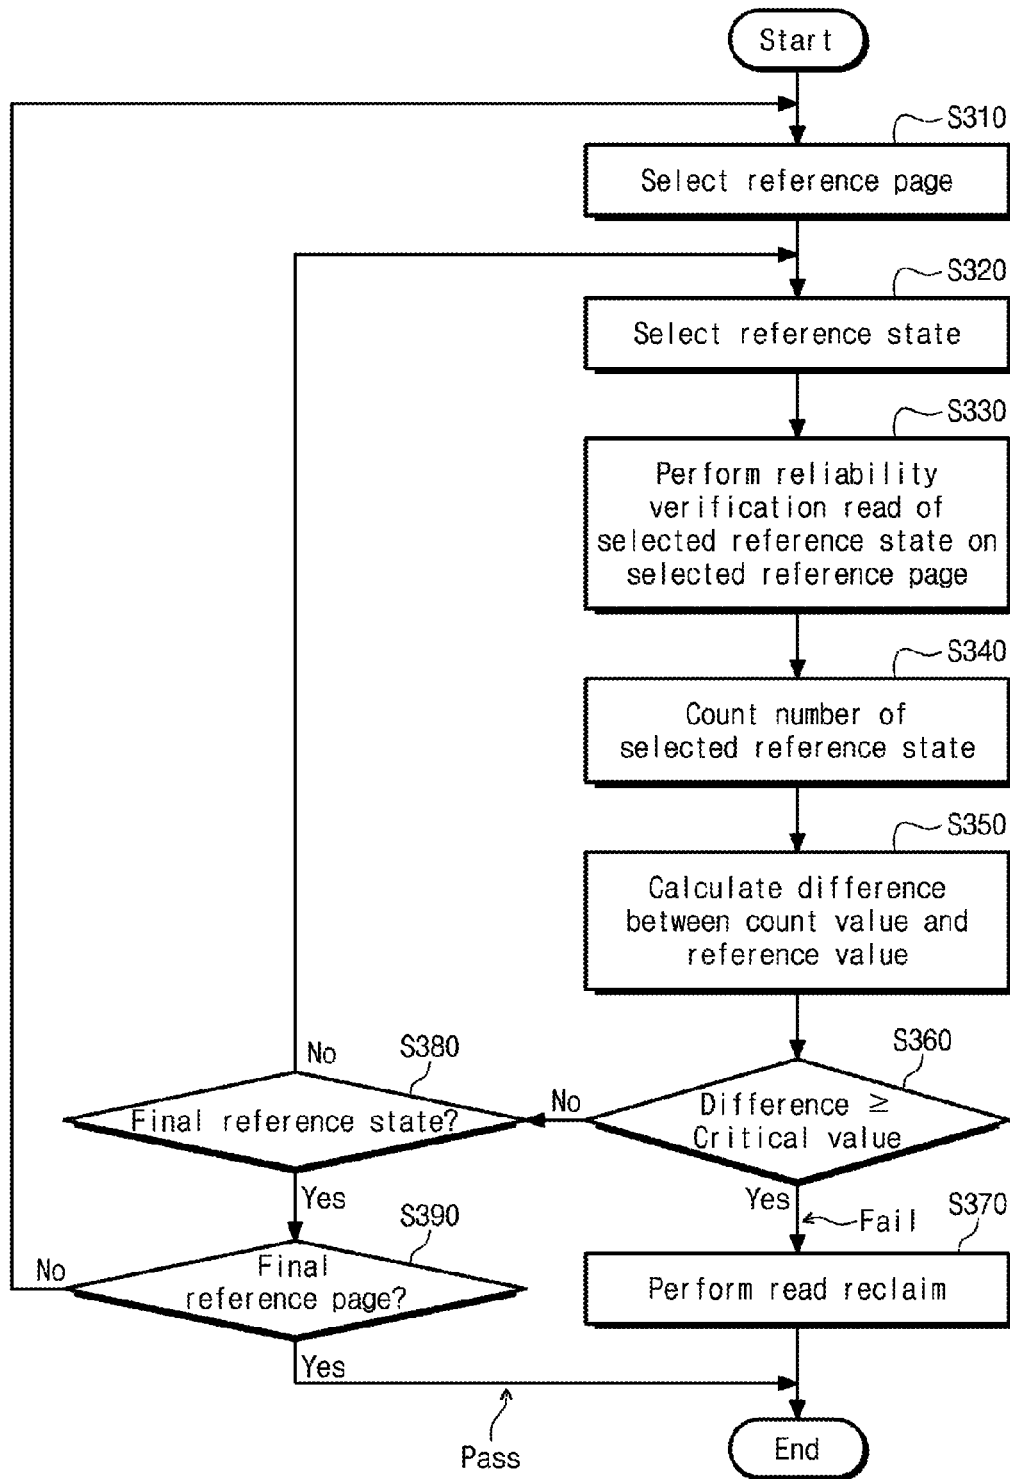 Start
S310
Select reference page
S320
Select reference state
S330
Perform reliability
verification read of
selected reference state on
selected reference page
S340
Count number of
selected reference state
S350
Calculate difference
between count value and
reference value
S360
Difference ≥
Critical value
No
Yes
Fail
S370
Perform read reclaim
S380
Final reference state?
No
Yes
S390
Final
reference page?
No
Yes
Pass
End